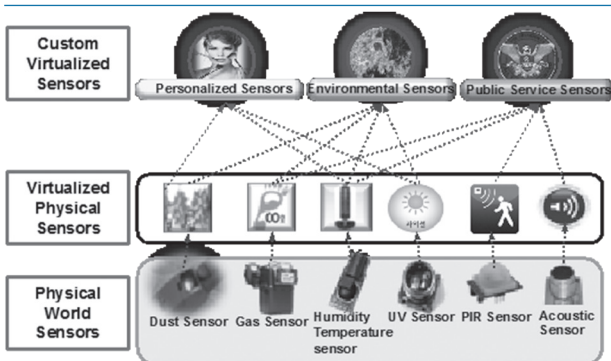 Custom
Virtualized
Sensors
Personalized Sensors
Environmental Sensors
Public Service Sensors
Virtualized
Physical
Sensors
CO
Physical
World
Sensors
Dust Sensor
Gas Sensor
Humidity
Temperature
sensor
UV Sensor
PIR Sensor
Acoustic
Sensor